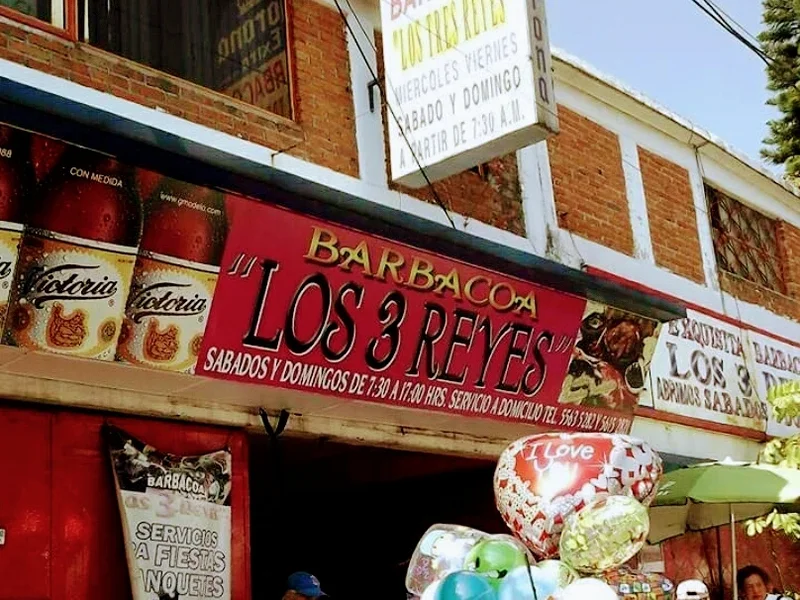 "LOS TRES REYES"
MIERCOLES VIERNES
SABADO Y DOMINGO
A PARTIR DE 7:30 A.M.
CON MEDIDA
www.gmodelo.com
Victoria
Victoria
BARBACOA
"LOS 3 REYES"
SABADOS Y DOMINGOS DE 7:30 A 17:00 HRS. SERVICIO A DOMICILIO TEL. 5563 5282 Y
EXQUISITA BARBACOA
LOS 3
ABRIMOS SABADOS
BARBACOA
SERVICIOS
A FIESTAS
I Love
You